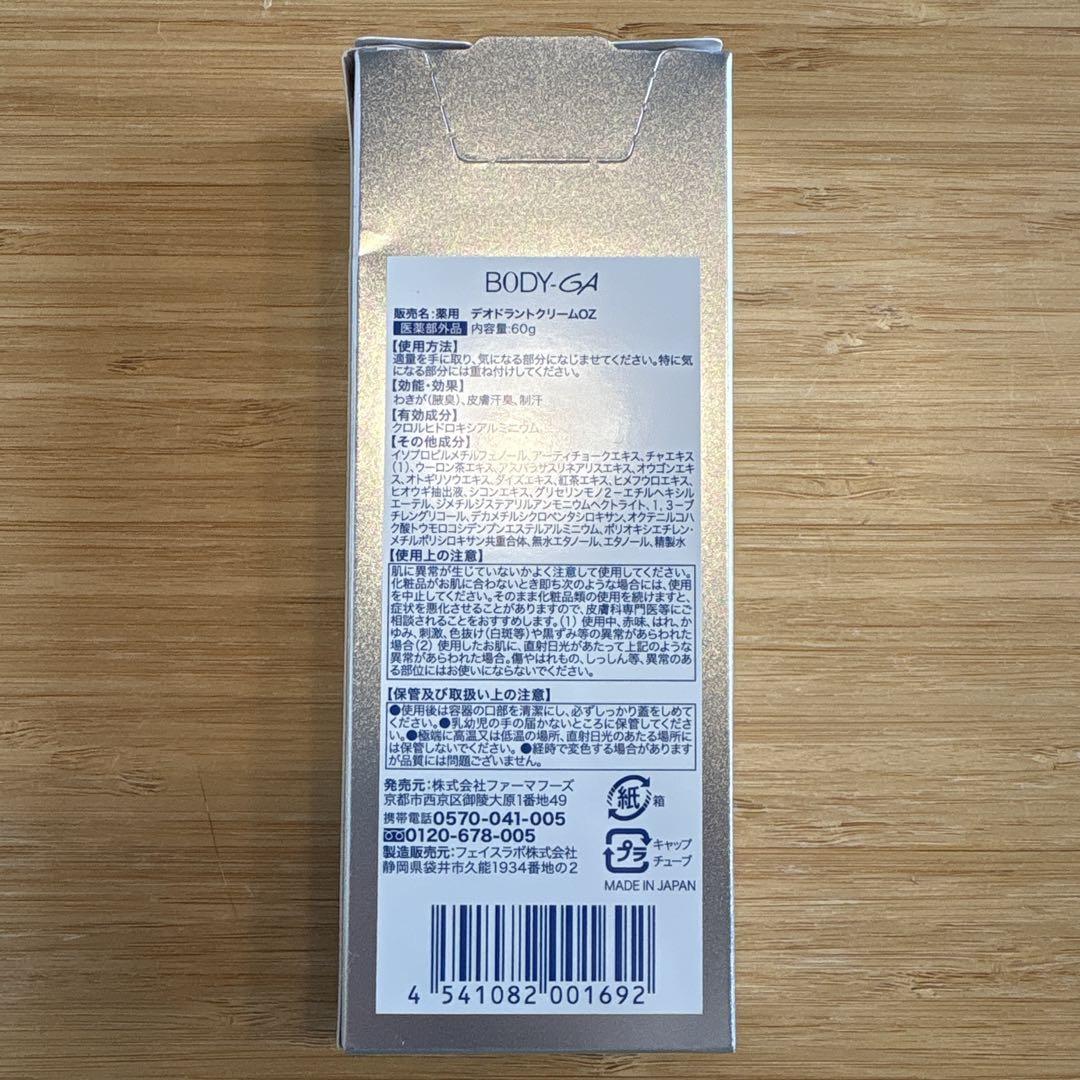 BODY-GA
販売名:薬用 デオドラントクリームOZ
医薬部外品 内容量:60g
【使用方法】
適量を手に取り、気になる部分になじませてください。特に気
になる部分には重ね付けしてください。
【効能・効果】
わきが(腋臭)、皮膚汗臭、制汗
【有効成分】
クロルヒドロキシアルミニウム
【その他成分】
イソプロピルメチルフェノール、アーティチョークエキス、チャエキス
(1)、ウーロン茶エキス、アスパラサスリネアリスエキス、オウゴンエキ
ス、オトギリソウエキス、ダイズエキス、紅茶エキス、ヒメフウロエキス、
ヒオウギ抽出液、シコンエキス、グリセリンモノ2-エチルヘキシル
エーテル、ジメチルジステアリルアンモニウムヘクトライト、1,3-ブ
チレングリコール、デカメチルシクロペンタシロキサン、オクテニルコハ
ク酸トウモロコシデンプンエステルアルミニウム、ポリオキシエチレン・
メチルポリシロキサン共重合体、無水エタノール、エタノール、精製水
【使用上の注意】
肌に異常が生じていないかよく注意して使用してください。
化粧品がお肌に合わないとき即ち次のような場合には、使用
を中止してください。そのまま化粧品類の使用を続けますと、
症状を悪化させることがありますので、皮膚科専門医等にご
相談されることをおすすめします。(1) 使用中、赤味、はれ、か
ゆみ、刺激、色抜け(白斑等)や黒ずみ等の異常があらわれた
場合(2) 使用したお肌に、直射日光があたって上記のような
異常があらわれた場合。傷やはれもの、しっしん等、異常のあ
る部位にはお使いにならないでください。
【保管及び取扱い上の注意】
●使用後は容器の口部を清潔にし、必ずしっかり蓋をしめて
ください。●乳幼児の手の届かないところに保管してくださ
い。●極端に高温又は低温の場所、直射日光のあたる場所に
は保管しないでください。●経時で変色する場合があります
が品質には問題ございません。
発売元:株式会社ファーマフーズ
京都市西京区御陵大原1番地49
携帯電話0570-041-005
0120-678-005
製造販売元:フェイスラボ株式会社
静岡県袋井市久能1934番地の2
紙 箱
プラ キャップ
チューブ
MADE IN JAPAN
4 541082 001692